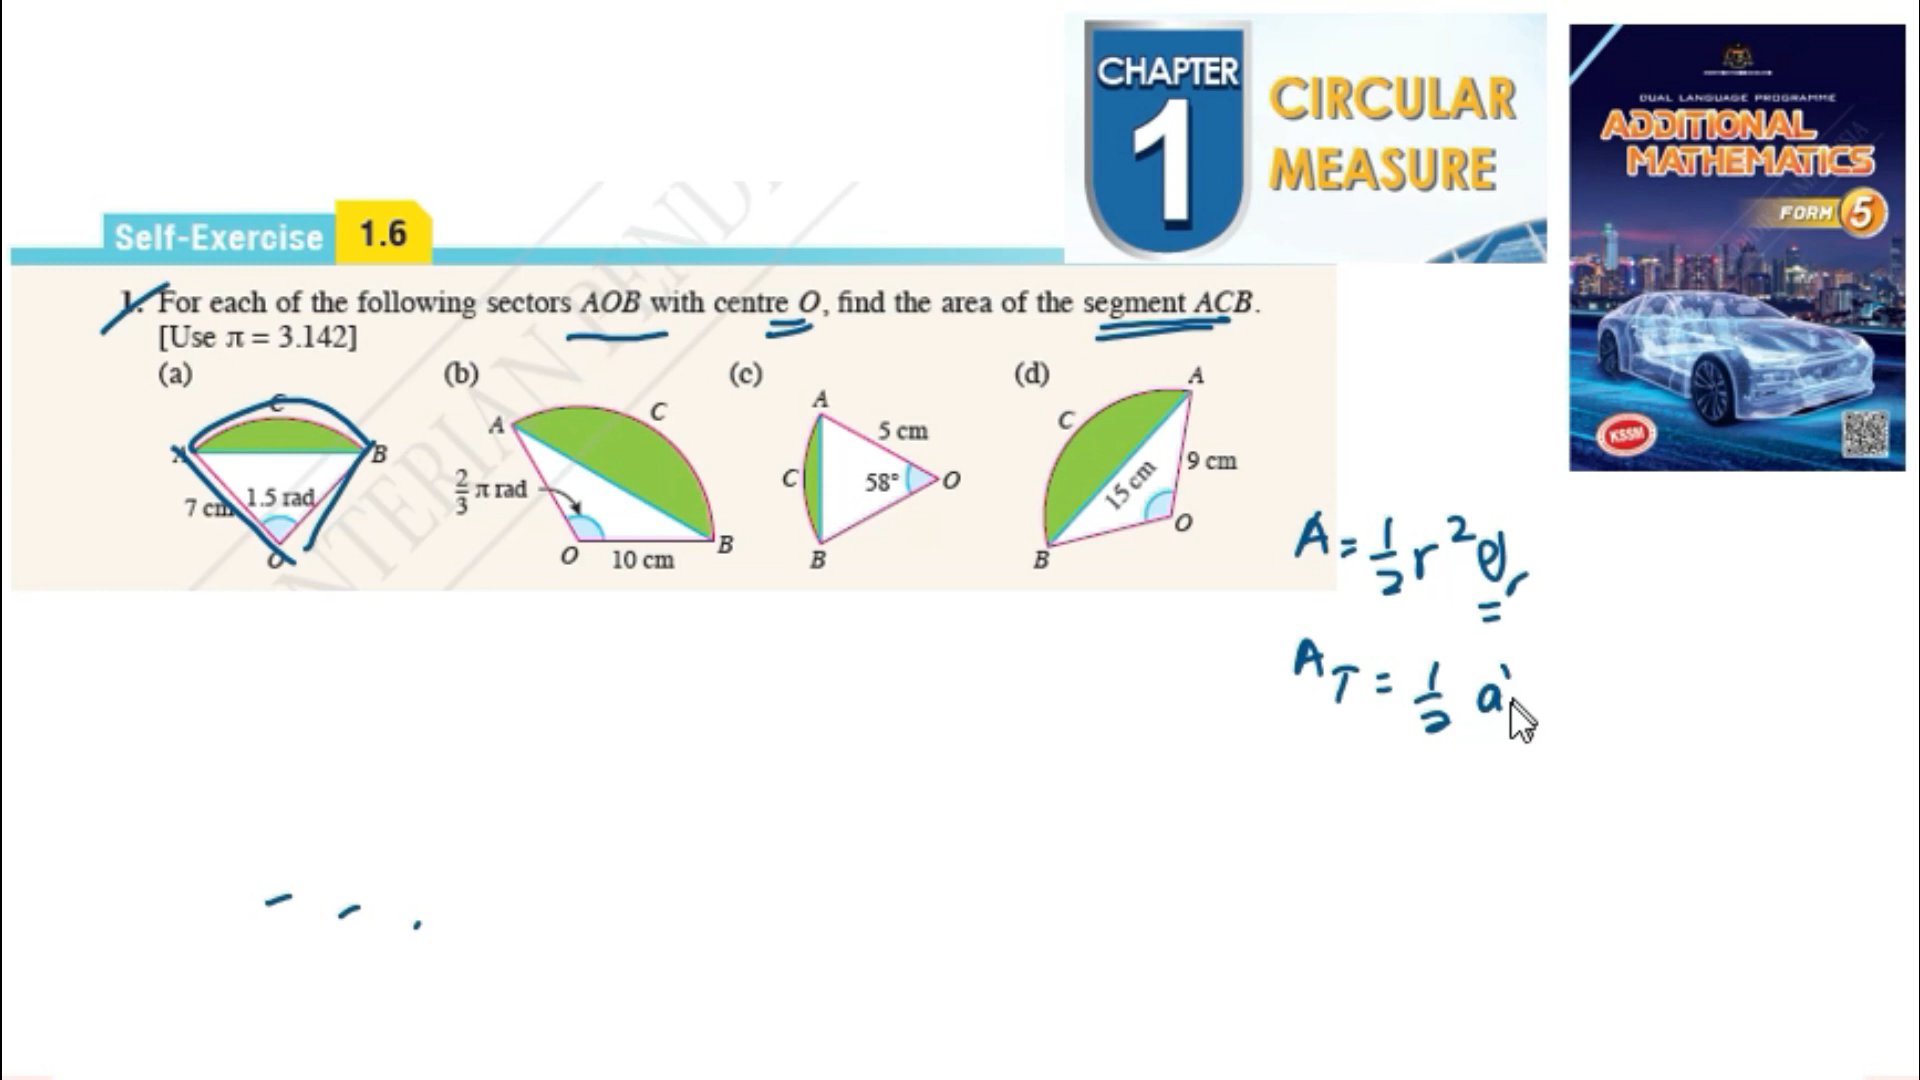 CHAPTER
1
CIRCULAR
MEASURE
DUAL LANGUAGE PROGRAMME
ADDITIONAL
MATHEMATICS
FORM 5
KSSM
Self-Exercise 1.6
1. For each of the following sectors AOB with centre O, find the area of the segment ACB.
[Use π = 3.142]
(a)
C
A
B
7 cm
1.5 rad
O
(b)
A
C
2/3 π rad
O
10 cm
B
(c)
A
5 cm
C
58°
O
B
(d)
A
C
9 cm
15 cm
O
B
A = 1/2 r²θr
A_T = 1/2 a